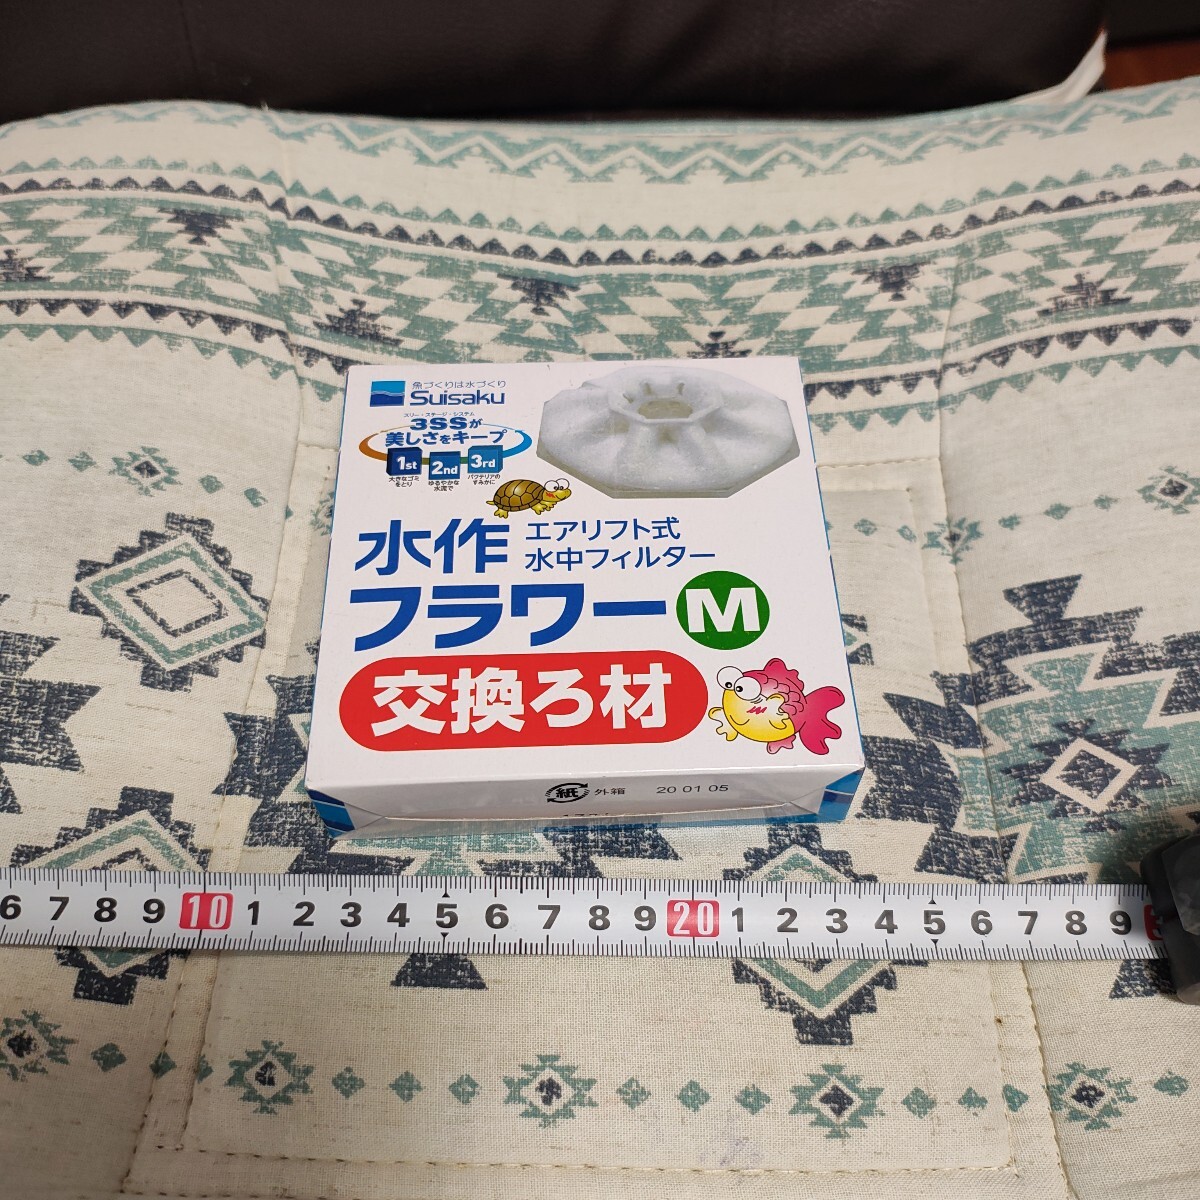 魚づくりは水づくり
Suisaku
スリー・ステージ・システム
3SSが
美しさをキープ
1st 2nd 3rd
大きなゴミ
をとり
ゆるやかな
水流で
バクテリアの
すみかに
水作
エアリフト式
水中フィルター
フラワー M
交換ろ材
紙 外箱 20 01 05
6 7 8 9 10 1 2 3 4 5 6 7 8 9 20 1 2 3 4 5 6 7 8 9